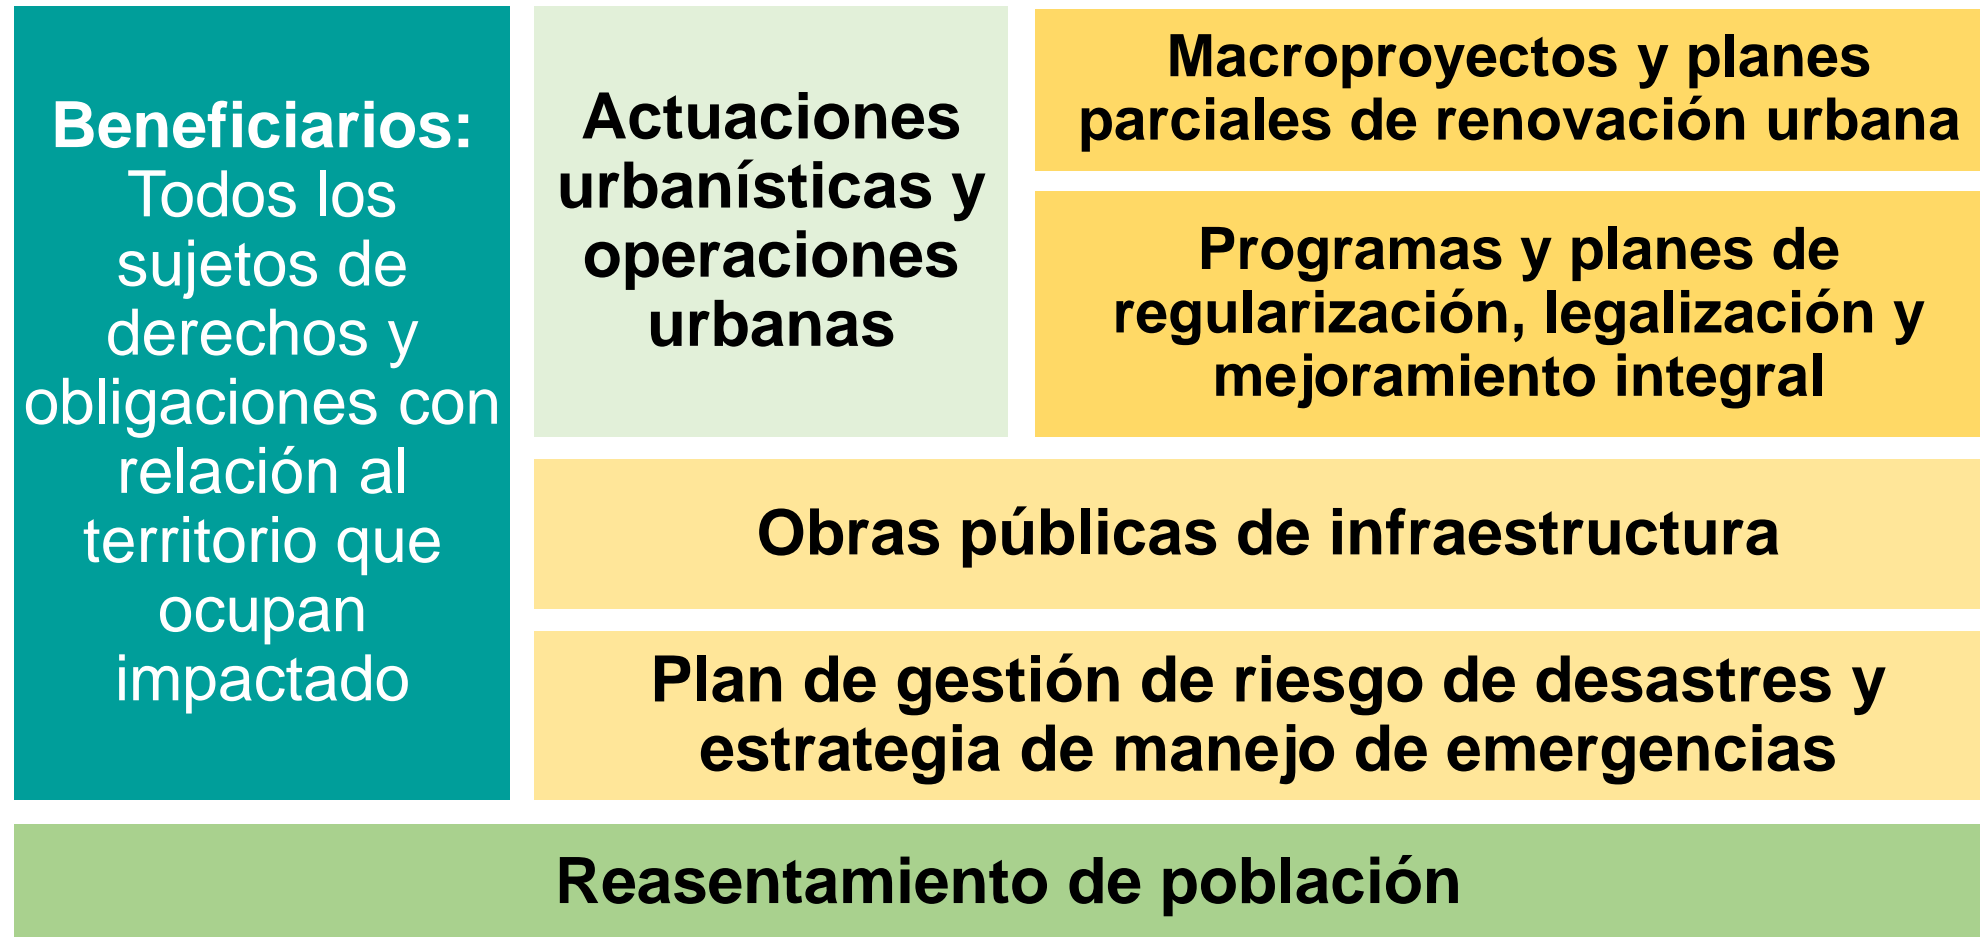 Beneficiarios:
Todos los
sujetos de
derechos y
obligaciones con
relación al
territorio que
ocupan
impactado
Actuaciones
urbanísticas y
operaciones
urbanas
Macroproyectos y planes
parciales de renovación urbana
Programas y planes de
regularización, legalización y
mejoramiento integral
Obras públicas de infraestructura
Plan de gestión de riesgo de desastres y
estrategia de manejo de emergencias
Reasentamiento de población